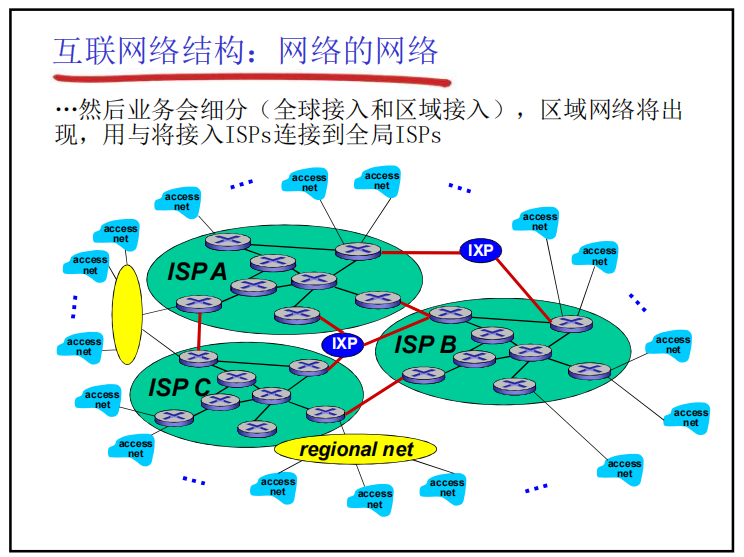 互联网络结构：网络的网络
…然后业务会细分（全球接入和区域接入），区域网络将出
现，用与将接入ISPs连接到全局ISPs
access
net
access
net
access
net
access
net
access
net
access
net
access
net
IXP
ISP A
IXP
ISP B
access
net
access
net
ISP C
access
net
access
net
access
net
regional net
access
net
access
net
access
net
access
net